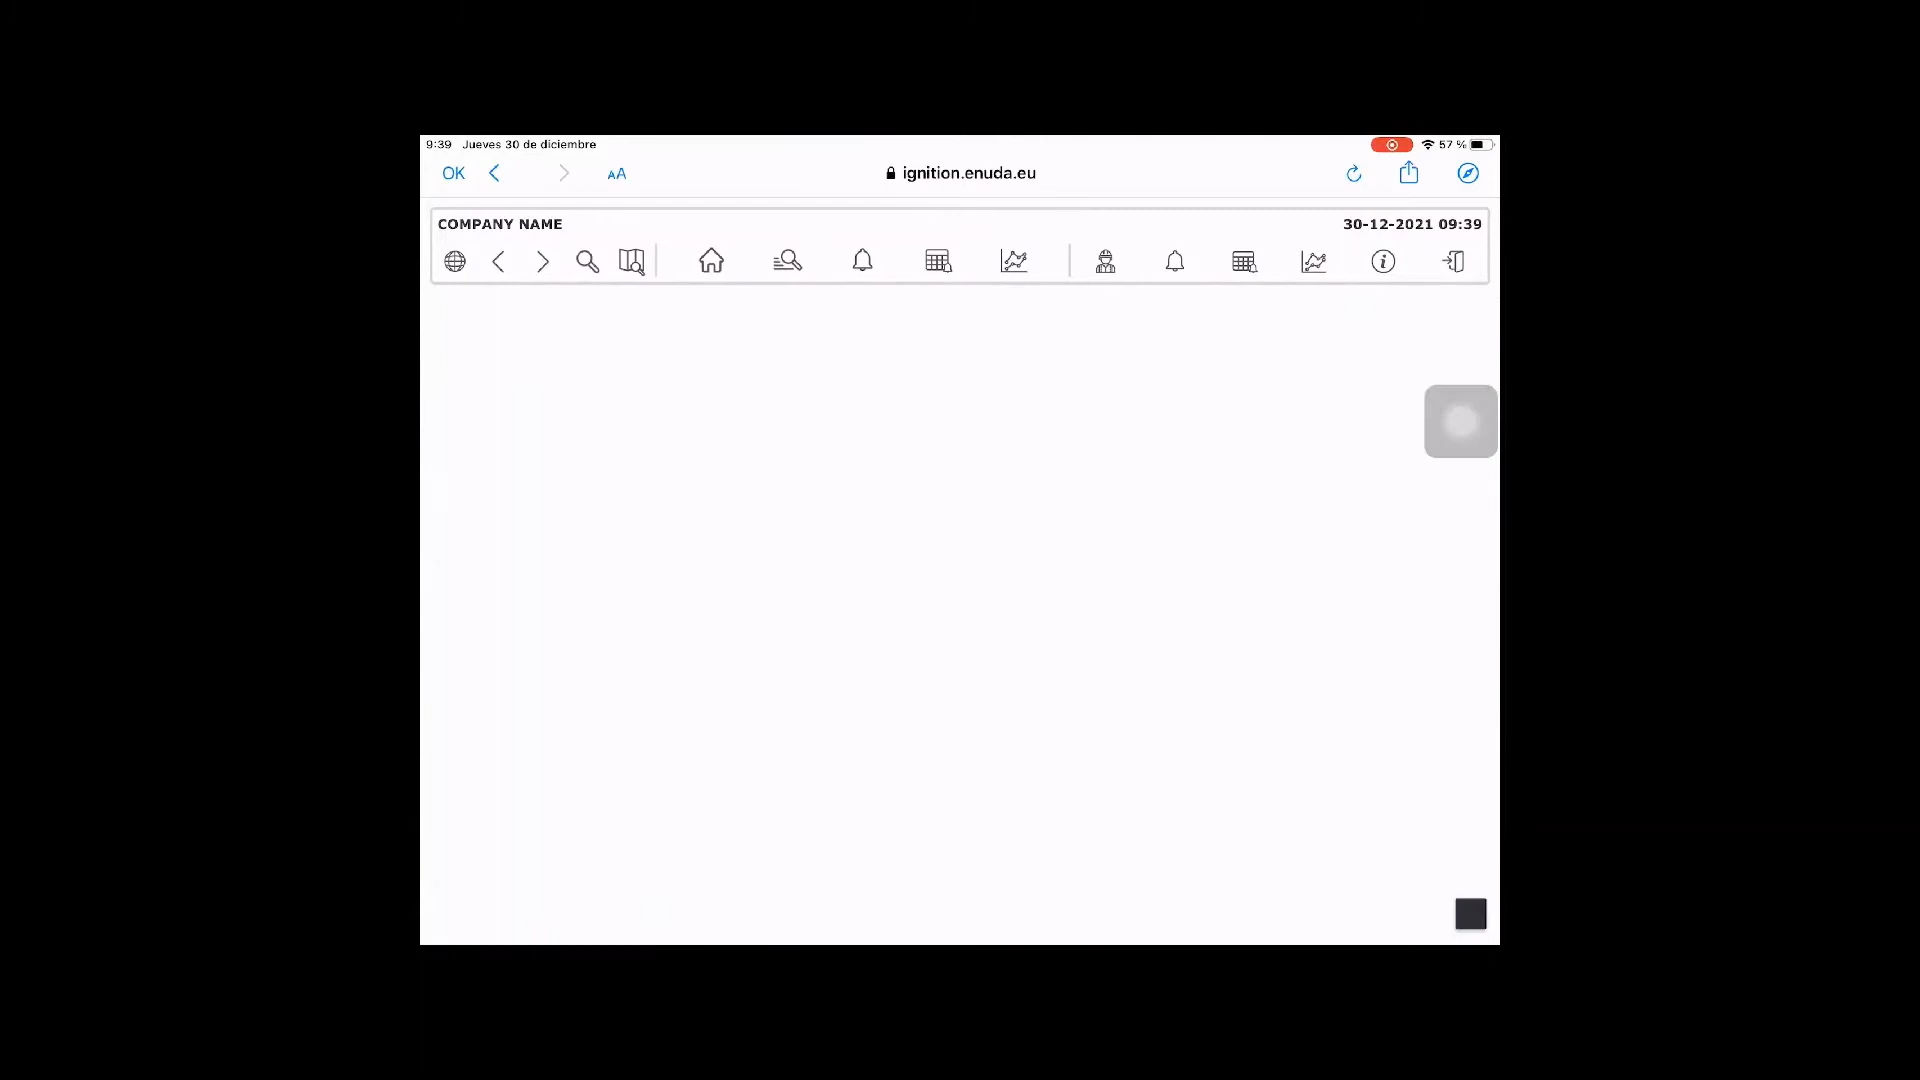 9:39 Jueves 30 de diciembre 57 %
OK AA ignition.enuda.eu
COMPANY NAME 30-12-2021 09:39